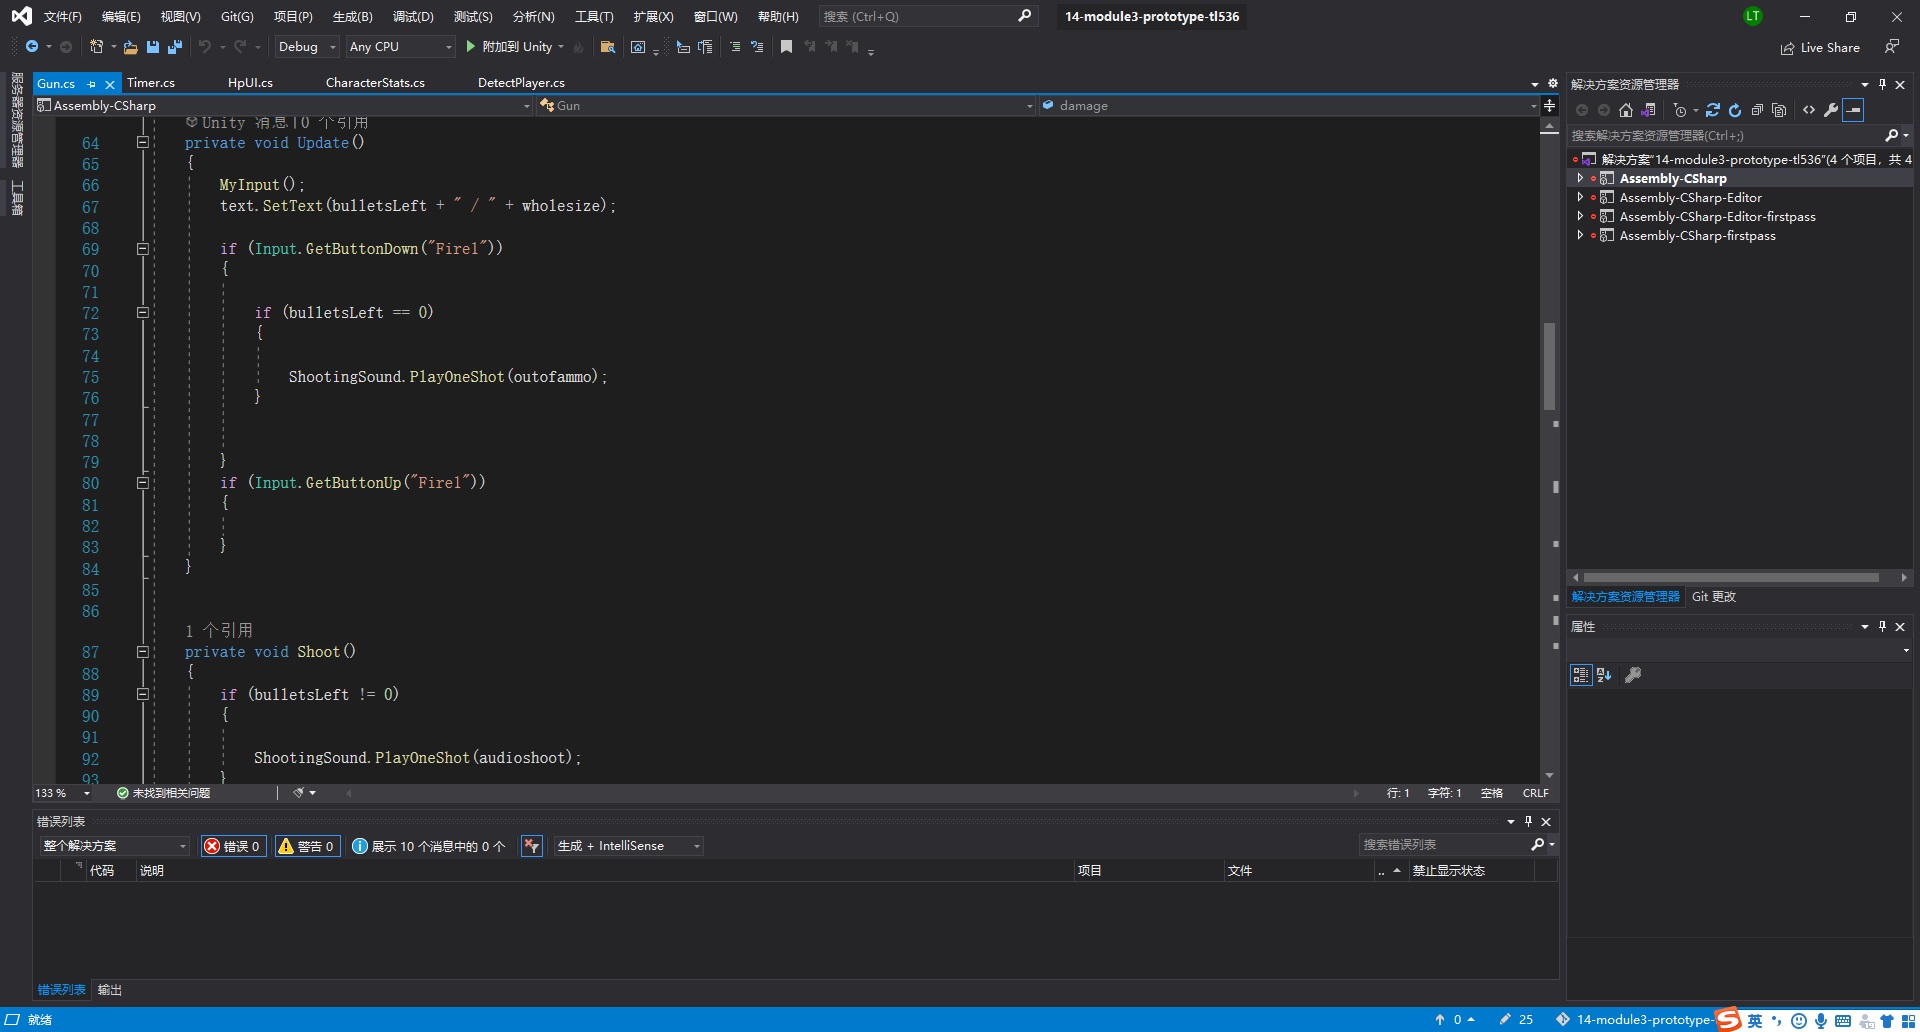 文件(F) 编辑(E) 视图(V) Git(G) 项目(P) 生成(B) 调试(D) 测试(S) 分析(N) 工具(T) 扩展(X) 窗口(W) 帮助(H) 搜索 (Ctrl+Q) 14-module3-prototype-tl536 LT
Debug Any CPU 附加到 Unity Live Share
服务器资源管理器
工具箱
Gun.cs Timer.cs HpUI.cs CharacterStats.cs DetectPlayer.cs
Assembly-CSharp Gun damage
Unity 消息|0 个引用
64 private void Update()
65 {
66 MyInput();
67 text.SetText(bulletsLeft + " / " + wholesize);
68
69 if (Input.GetButtonDown("Fire1"))
70 {
71
72 if (bulletsLeft == 0)
73 {
74
75 ShootingSound.PlayOneShot(outofammo);
76 }
77
78
79 }
80 if (Input.GetButtonUp("Fire1"))
81 {
82
83 }
84 }
85
86
1 个引用
87 private void Shoot()
88 {
89 if (bulletsLeft != 0)
90 {
91
92 ShootingSound.PlayOneShot(audioshoot);
93 }
133 % 未找到相关问题 行: 1 字符: 1 空格 CRLF
错误列表
整个解决方案 错误 0 警告 0 展示 10 个消息中的 0 个 生成 + IntelliSense 搜索错误列表
代码 说明 项目 文件 .. 禁止显示状态
错误列表 输出
解决方案资源管理器
搜索解决方案资源管理器(Ctrl+;)
解决方案"14-module3-prototype-tl536"(4 个项目, 共 4
Assembly-CSharp
Assembly-CSharp-Editor
Assembly-CSharp-Editor-firstpass
Assembly-CSharp-firstpass
解决方案资源管理器 Git 更改
属性
就绪 0 25 14-module3-prototype- 英